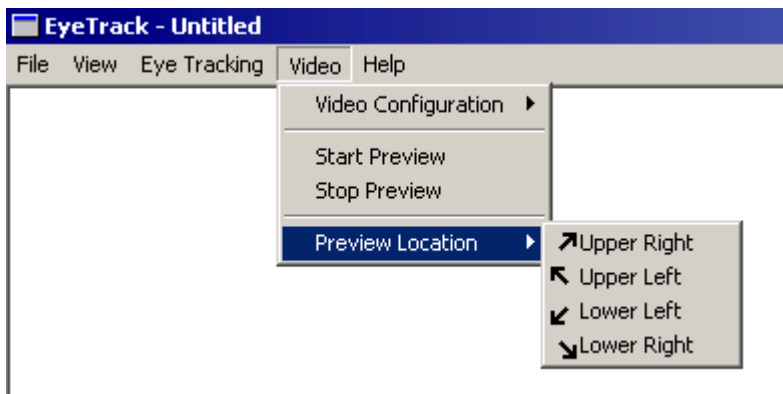 EyeTrack - Untitled
File View Eye Tracking Video Help
Video Configuration
Start Preview
Stop Preview
Preview Location
Upper Right
Upper Left
Lower Left
Lower Right